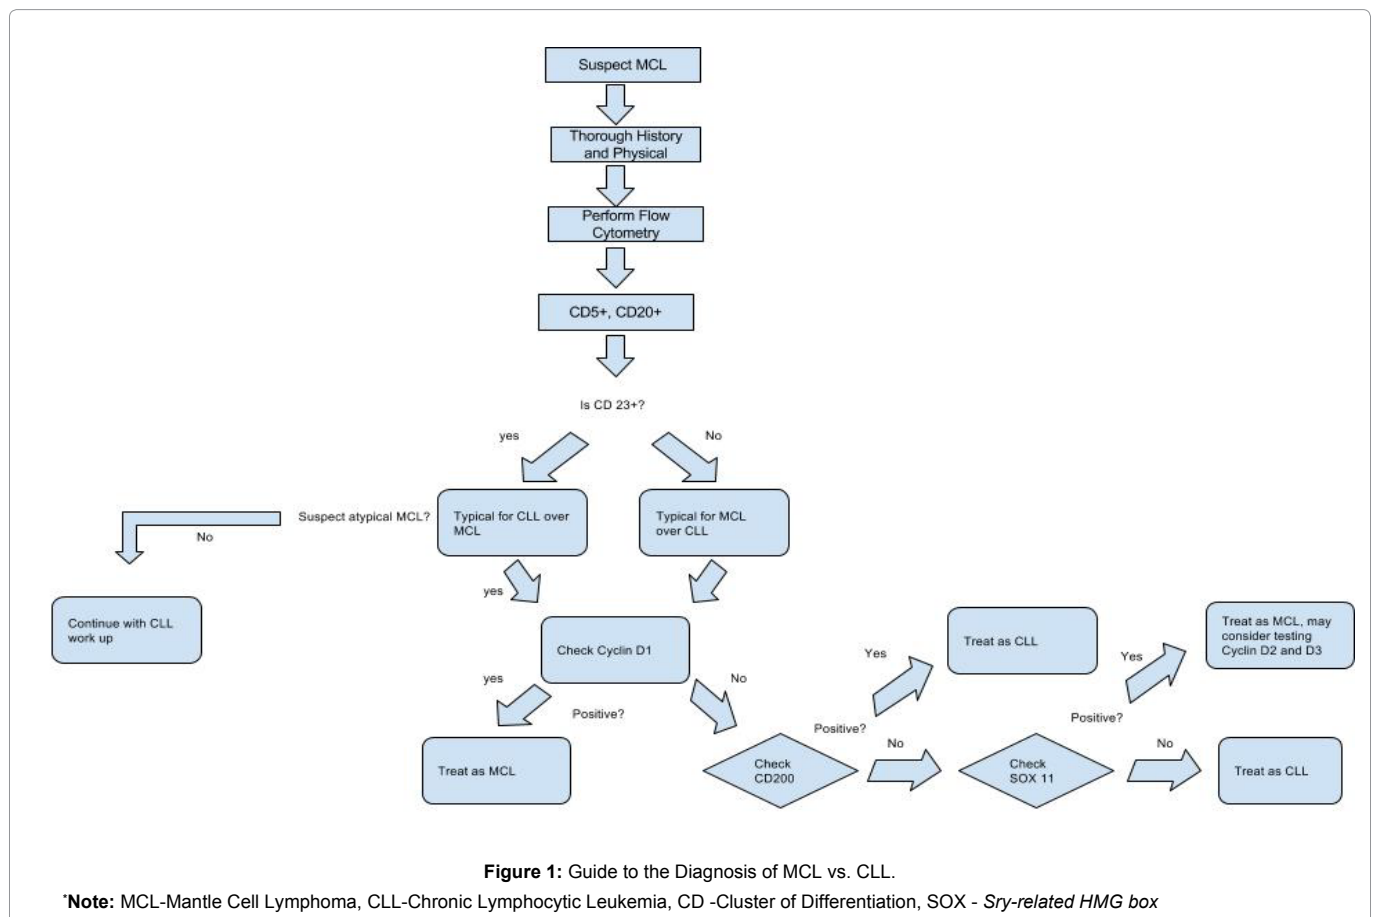 Suspect MCL
Thorough History
and Physical
Perform Flow
Cytometry
CD5+, CD20+
Is CD 23+?
yes
No
Suspect atypical MCL?
Typical for CLL over
MCL
Typical for MCL
over CLL
No
yes
Continue with CLL
work up
Check Cyclin D1
Treat as CLL
Treat as MCL, may
consider testing
Cyclin D2 and D3
yes
No
Yes
Yes
Positive?
Positive?
Positive?
No
No
Treat as MCL
Check
CD200
Check
SOX 11
Treat as CLL
Figure 1: Guide to the Diagnosis of MCL vs. CLL.
*Note: MCL-Mantle Cell Lymphoma, CLL-Chronic Lymphocytic Leukemia, CD -Cluster of Differentiation, SOX - Sry-related HMG box